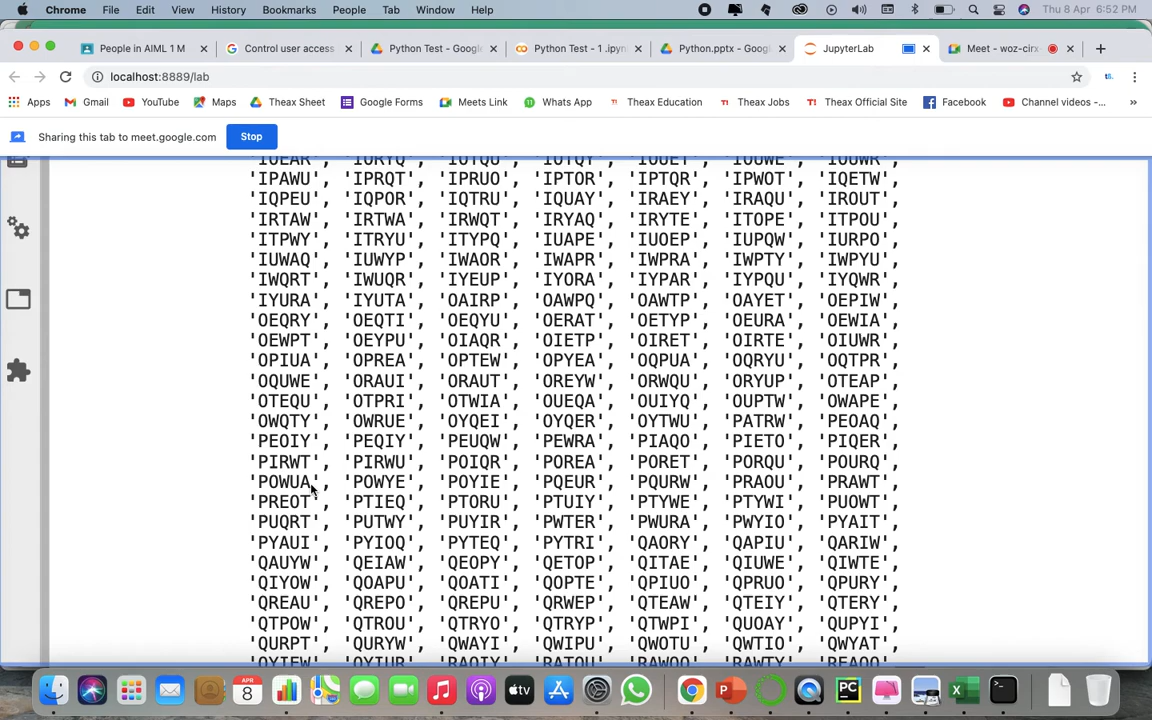 Chrome File Edit View History Bookmarks People Tab Window Help Thu 8 Apr 6:52 PM
People in AIML 1 M Control user access Python Test - Google Python Test - 1 .ipyn Python.pptx - Google JupyterLab Meet - woz-cirx
localhost:8889/lab
Apps Gmail YouTube Maps Theax Sheet Google Forms Meets Link Whats App Theax Education Theax Jobs Theax Official Site Facebook Channel videos -...
Sharing this tab to meet.google.com Stop
'IPAWU', 'IPRQT', 'IPRUO', 'IPTOR', 'IPTQR', 'IPWOT', 'IQETW',
'IQPEU', 'IQPOR', 'IQTRU', 'IQUAY', 'IRAEY', 'IRAQU', 'IROUT',
'IRTAW', 'IRTWA', 'IRWQT', 'IRYAQ', 'IRYTE', 'ITOPE', 'ITPOU',
'ITPWY', 'ITRYU', 'ITYPQ', 'IUAPE', 'IUOEP', 'IUPQW', 'IURPO',
'IUWAQ', 'IUWYP', 'IWAOR', 'IWAPR', 'IWPRA', 'IWPTY', 'IWPYU',
'IWQRT', 'IWUQR', 'IYEUP', 'IYORA', 'IYPAR', 'IYPQU', 'IYQWR',
'IYURA', 'IYUTA', 'OAIRP', 'OAWPQ', 'OAWTP', 'OAYET', 'OEPIW',
'OEQRY', 'OEQTI', 'OEQYU', 'OERAT', 'OETYP', 'OEURA', 'OEWIA',
'OEWPT', 'OEYPU', 'OIAQR', 'OIETP', 'OIRET', 'OIRTE', 'OIUWR',
'OPIUA', 'OPREA', 'OPTEW', 'OPYEA', 'OQPUA', 'OQRYU', 'OQTPR',
'OQUWE', 'ORAUI', 'ORAUT', 'OREYW', 'ORWQU', 'ORYUP', 'OTEAP',
'OTEQU', 'OTPRI', 'OTWIA', 'OUEQA', 'OUIYQ', 'OUPTW', 'OWAPE',
'OWQTY', 'OWRUE', 'OYQEI', 'OYQER', 'OYTWU', 'PATRW', 'PEOAQ',
'PEOIY', 'PEQIY', 'PEUQW', 'PEWRA', 'PIAQO', 'PIETO', 'PIQER',
'PIRWT', 'PIRWU', 'POIQR', 'POREA', 'PORET', 'PORQU', 'POURQ',
'POWUA', 'POWYE', 'POYIE', 'PQEUR', 'PQURW', 'PRAOU', 'PRAWT',
'PREOT', 'PTIEQ', 'PTORU', 'PTUIY', 'PTYWE', 'PTYWI', 'PUOWT',
'PUQRT', 'PUTWY', 'PUYIR', 'PWTER', 'PWURA', 'PWYIO', 'PYAIT',
'PYAUI', 'PYIOQ', 'PYTEQ', 'PYTRI', 'QAORY', 'QAPIU', 'QARIW',
'QAUYW', 'QEIAW', 'QEOPY', 'QETOP', 'QITAE', 'QIUWE', 'QIWTE',
'QIYOW', 'QOAPU', 'QOATI', 'QOPTE', 'QPIUO', 'QPRUO', 'QPURY',
'QREAU', 'QREPO', 'QREPU', 'QRWEP', 'QTEAW', 'QTEIY', 'QTERY',
'QTPOW', 'QTROU', 'QTRYO', 'QTRYP', 'QTWPI', 'QUOAY', 'QUPYI',
'QURPT', 'QURYW', 'QWAYI', 'QWIPU', 'QWOTU', 'QWTIO', 'QWYAT',
APR
8
tv
P
PC
X